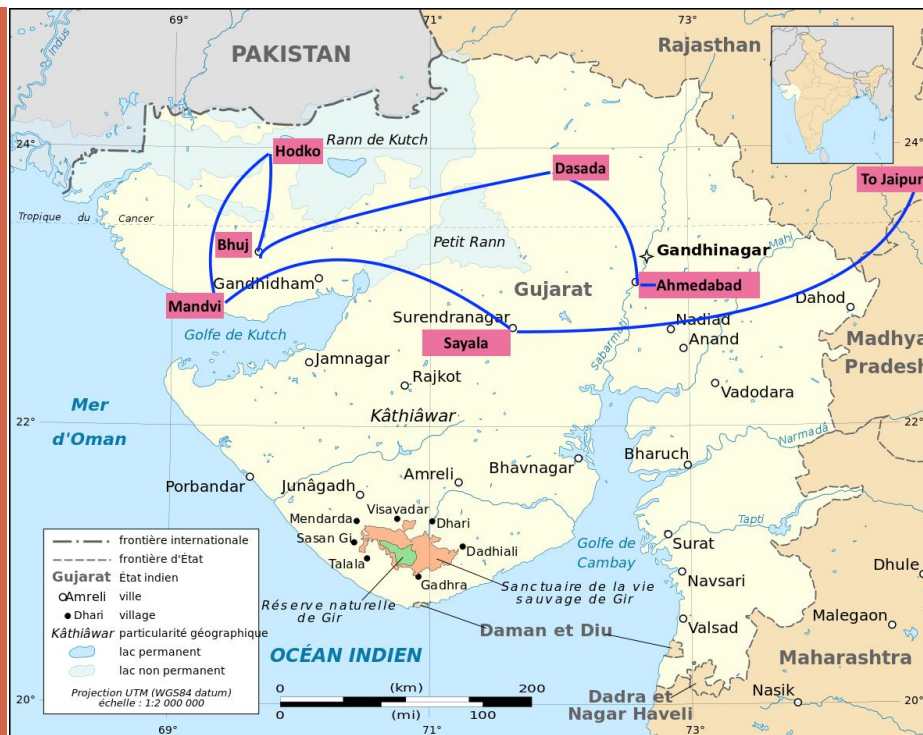 69°
71°
73°
Indus
PAKISTAN
Rajasthan
24°
Rann de Kutch
24°
Hodko
Dasada
To Jaipur
Tropique du Cancer
Bhuj
Petit Rann
Gandhinagar
Mahi
Gandhidham
Gujarat
Ahmedabad
Mandvi
Dahod
Surendranagar
Golfe de Kutch
Sayala
Sabarmati
Nadiad
Anand
Madhya
Pradesh
Jamnagar
Rajkot
Vadodara
Mer
d'Oman
Kâthiâwar
22°
22°
Narmadâ
Bharuch
Bhavnagar
Porbandar
Junâgadh
Amreli
Visavadar
Mendarda
Dhari
Tapti
Sasan Gi
Dadhiali
Golfe de
Cambay
Surat
Talala
Gadhra
Dhule
Navsari
Réserve naturelle
de Gir
Sanctuaire de la vie
sauvage de Gir
Valsad
Malegaon
Daman et Diu
OCÉAN INDIEN
Maharashtra
Dadra et
Nagar Haveli
Nasik
frontière internationale
frontière d'État
Gujarat État indien
Amreli ville
Dhari village
Kâthiâwar particularité géographique
lac permanent
lac non permanent
Projection UTM (WGS84 datum)
échelle : 1:2 000 000
0 (km) 200
0 (mi) 100
20°
20°
69°
71°
73°